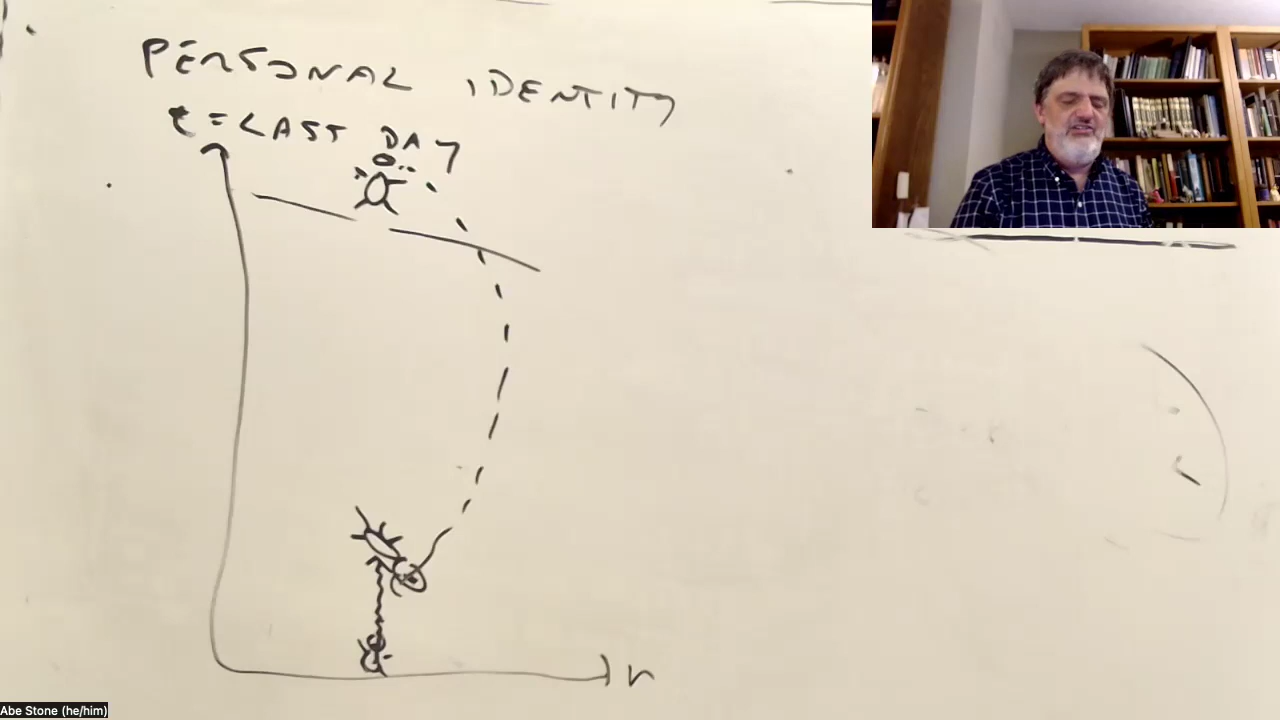 PERSONAL IDENTITY
t = LAST DAY
r
Abe Stone (he/him)